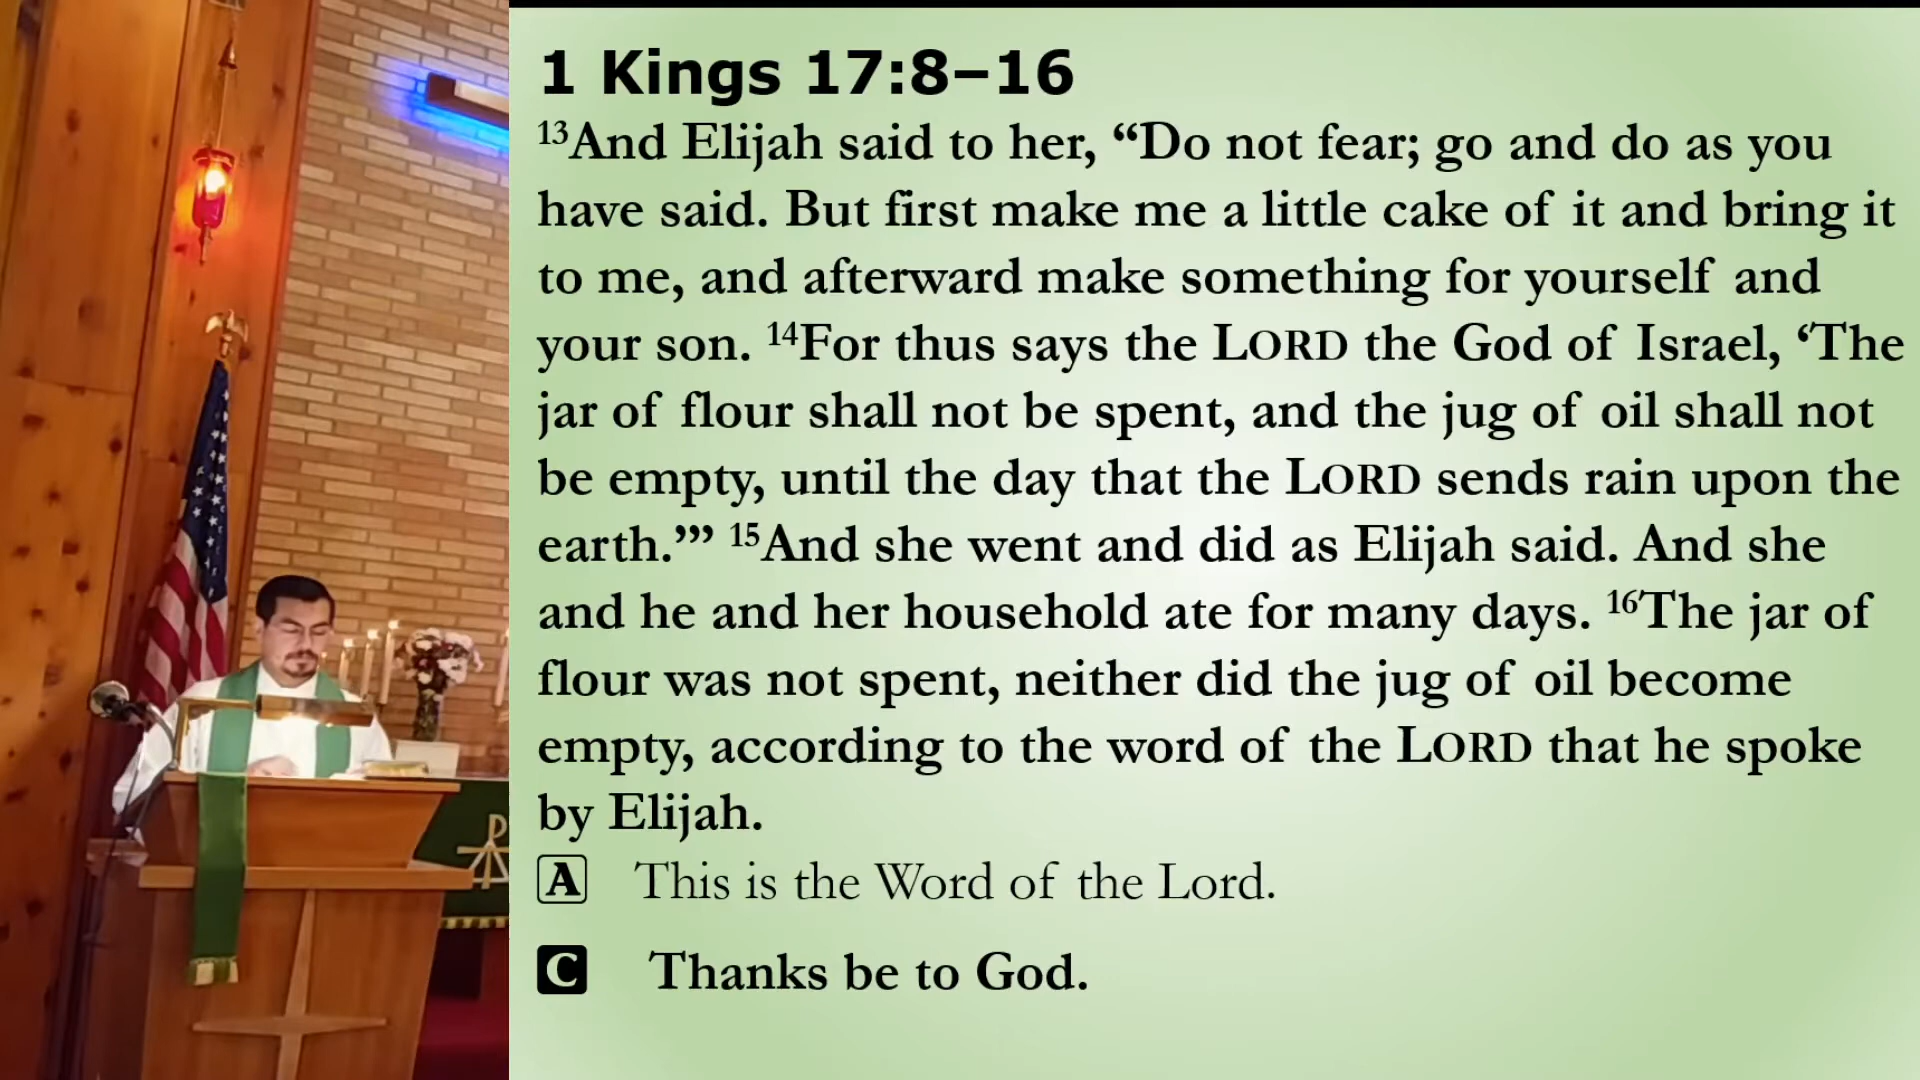 1 Kings 17:8–16
¹³And Elijah said to her, “Do not fear; go and do as you
have said. But first make me a little cake of it and bring it
to me, and afterward make something for yourself and
your son. ¹⁴For thus says the LORD the God of Israel, ‘The
jar of flour shall not be spent, and the jug of oil shall not
be empty, until the day that the LORD sends rain upon the
earth.’” ¹⁵And she went and did as Elijah said. And she
and he and her household ate for many days. ¹⁶The jar of
flour was not spent, neither did the jug of oil become
empty, according to the word of the LORD that he spoke
by Elijah.
A This is the Word of the Lord.
C Thanks be to God.